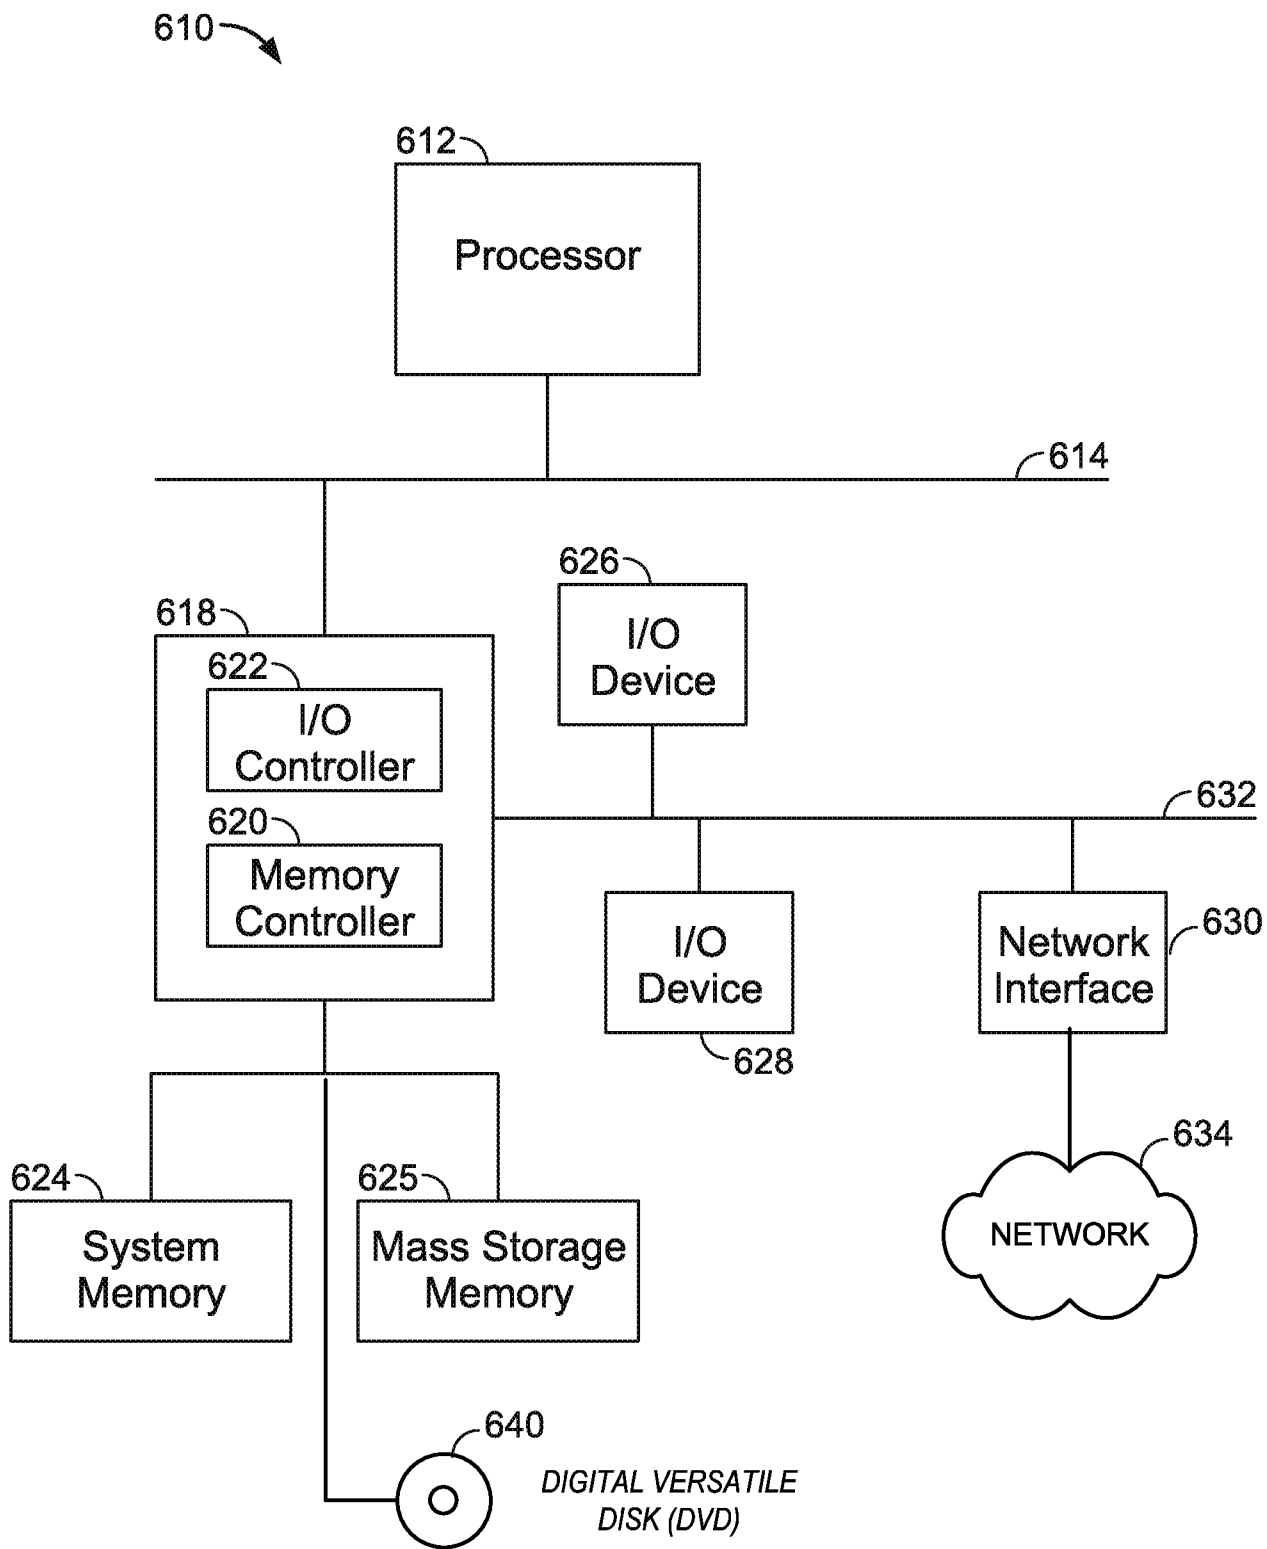 610
612
Processor
614
626
I/O
Device
618
622
I/O
Controller
632
620
Memory
Controller
I/O
Device
628
630
Network
Interface
634
NETWORK
624
System
Memory
625
Mass Storage
Memory
640
DIGITAL VERSATILE
DISK (DVD)